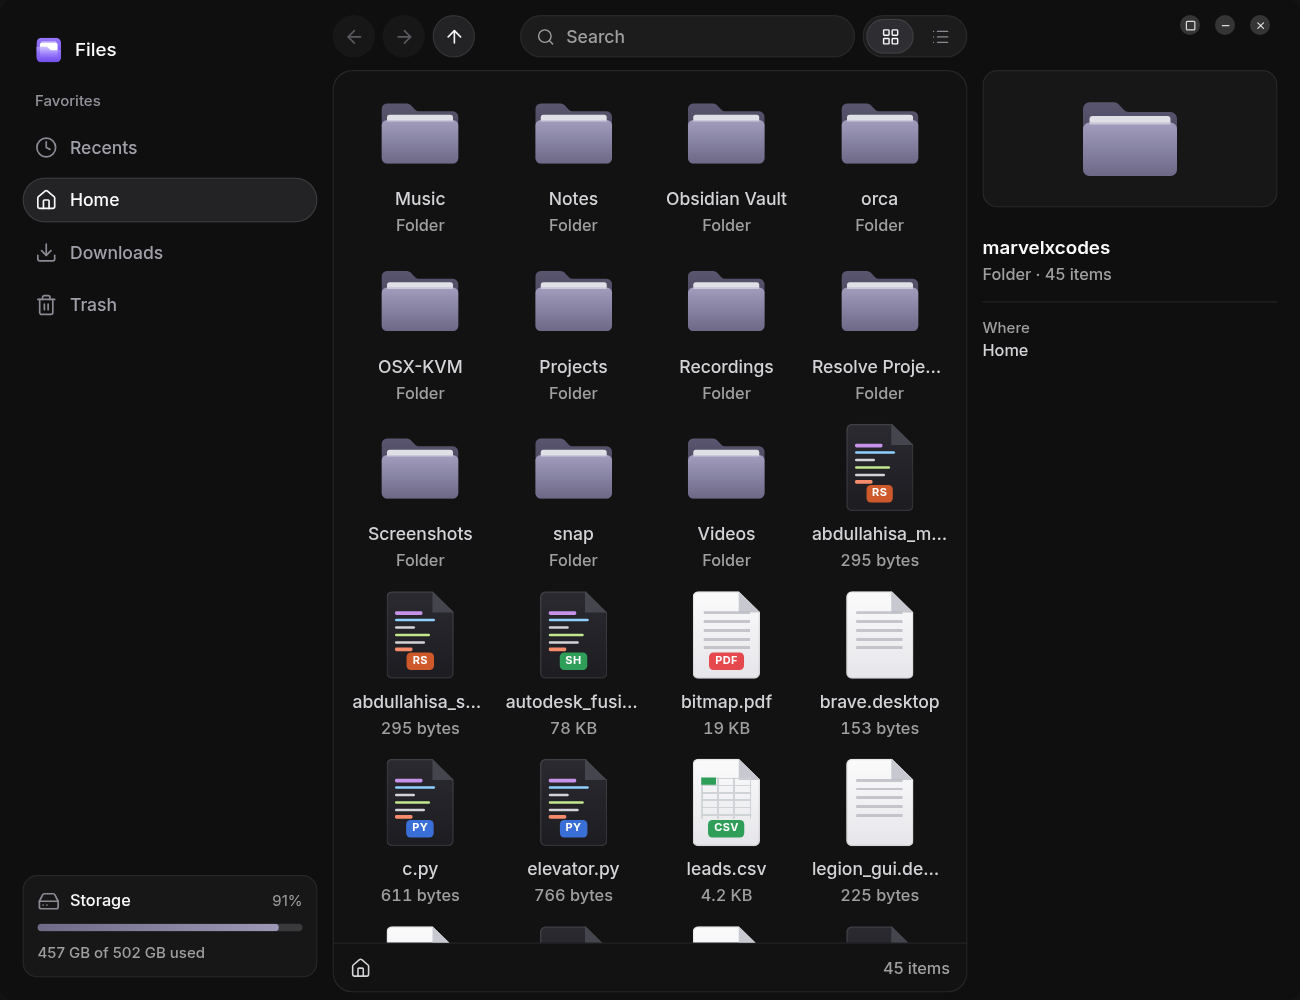 Files
Favorites
Recents
Home
Downloads
Trash
Storage 91%
457 GB of 502 GB used
Search
Music Notes Obsidian Vault orca
Folder Folder Folder Folder
OSX-KVM Projects Recordings Resolve Proje...
Folder Folder Folder Folder
RS
Screenshots snap Videos abdullahisa_m...
Folder Folder Folder 295 bytes
RS SH PDF
abdullahisa_s... autodesk_fusi... bitmap.pdf brave.desktop
295 bytes 78 KB 19 KB 153 bytes
PY PY CSV
c.py elevator.py leads.csv legion_gui.de...
611 bytes 766 bytes 4.2 KB 225 bytes
45 items
marvelxcodes
Folder · 45 items
Where
Home